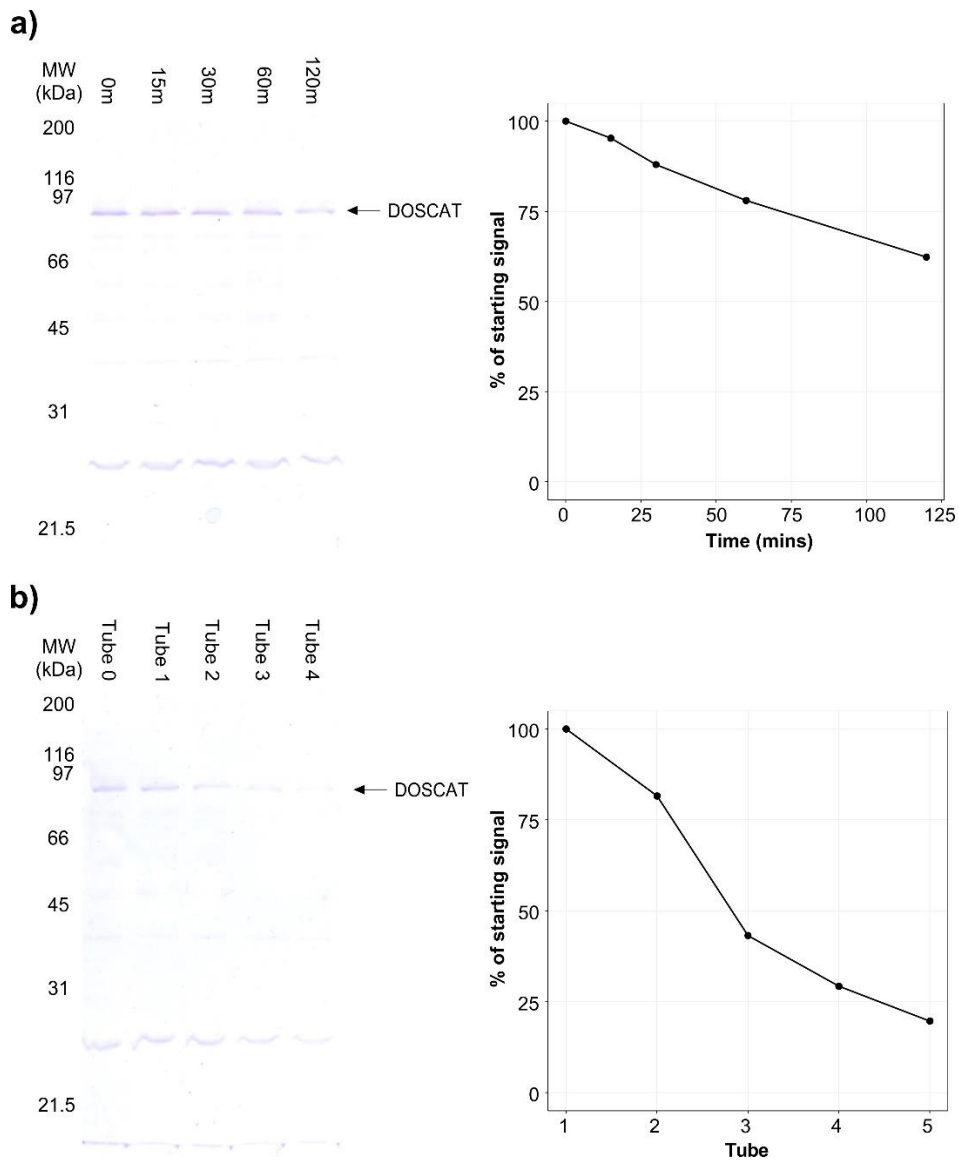 a)
MW
(kDa)
0m
15m
30m
60m
120m
200
116
97
66
45
31
21.5
DOSCAT
% of starting signal
100
75
50
25
0
0 25 50 75 100 125
Time (mins)
b)
MW
(kDa)
Tube 0
Tube 1
Tube 2
Tube 3
Tube 4
200
116
97
66
45
31
21.5
DOSCAT
% of starting signal
100
75
50
25
0
1 2 3 4 5
Tube